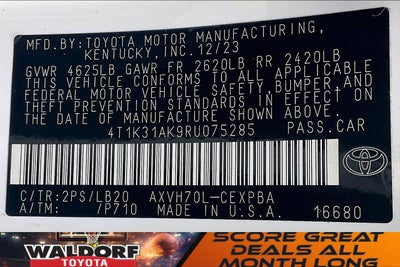 MFD.BY:TOYOTA MOTOR MANUFACTURING,
KENTUCKY,INC.12/23
GVWR 4625LB GAWR FR 2620LB RR 2420LB
THIS VEHICLE CONFORMS TO ALL APPLICABLE
FEDERAL MOTOR VEHICLE SAFETY, BUMPER, AND
THEFT PREVENTION STANDARDS IN EFFECT ON
THE DATE OF MANUFACTURE SHOWN ABOVE.
4T1K31AK9RU075285 PASS.CAR
C/TR:2PS/LB20 AXVH70L-CEXPBA
A/TM: /P710 MADE IN U.S.A. 16680
WALDORF
TOYOTA
SCORE GREAT
DEALS ALL
MONTH LONG